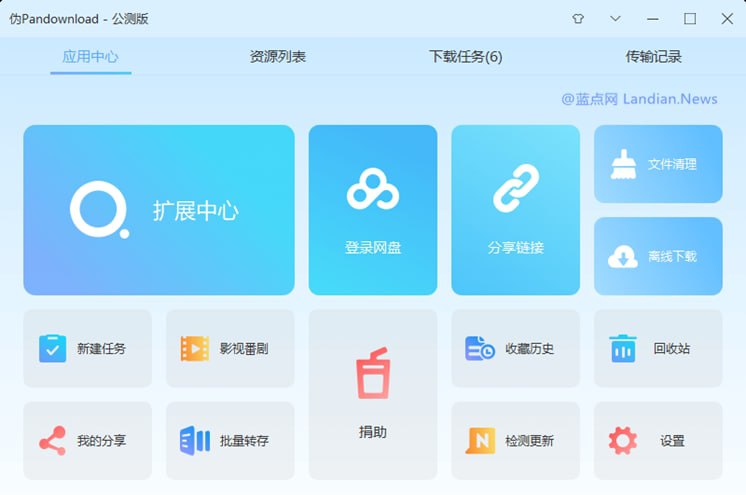 伪Pandownload - 公测版
应用中心
资源列表
下载任务(6)
传输记录
@蓝点网 Landian.News
扩展中心
登录网盘
分享链接
文件清理
离线下载
新建任务
影视番剧
捐助
收藏历史
回收站
我的分享
批量转存
检测更新
设置